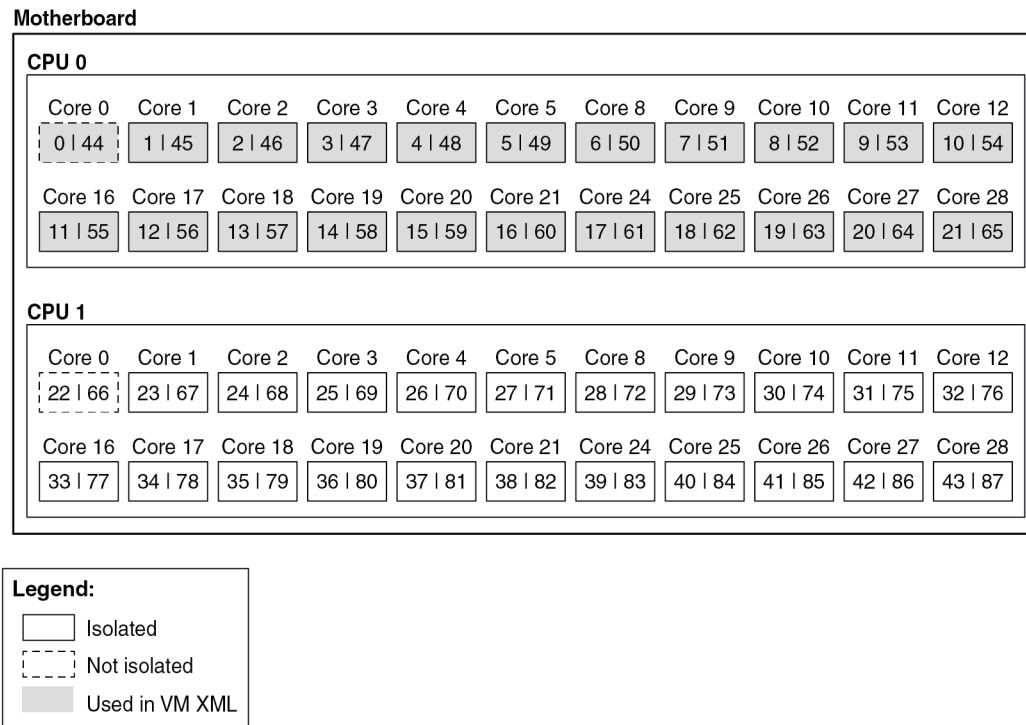 Motherboard
CPU 0
Core 0 Core 1 Core 2 Core 3 Core 4 Core 5 Core 8 Core 9 Core 10 Core 11 Core 12
0 | 44 1 | 45 2 | 46 3 | 47 4 | 48 5 | 49 6 | 50 7 | 51 8 | 52 9 | 53 10 | 54
Core 16 Core 17 Core 18 Core 19 Core 20 Core 21 Core 24 Core 25 Core 26 Core 27 Core 28
11 | 55 12 | 56 13 | 57 14 | 58 15 | 59 16 | 60 17 | 61 18 | 62 19 | 63 20 | 64 21 | 65
CPU 1
Core 0 Core 1 Core 2 Core 3 Core 4 Core 5 Core 8 Core 9 Core 10 Core 11 Core 12
22 | 66 23 | 67 24 | 68 25 | 69 26 | 70 27 | 71 28 | 72 29 | 73 30 | 74 31 | 75 32 | 76
Core 16 Core 17 Core 18 Core 19 Core 20 Core 21 Core 24 Core 25 Core 26 Core 27 Core 28
33 | 77 34 | 78 35 | 79 36 | 80 37 | 81 38 | 82 39 | 83 40 | 84 41 | 85 42 | 86 43 | 87
Legend:
Isolated
Not isolated
Used in VM XML